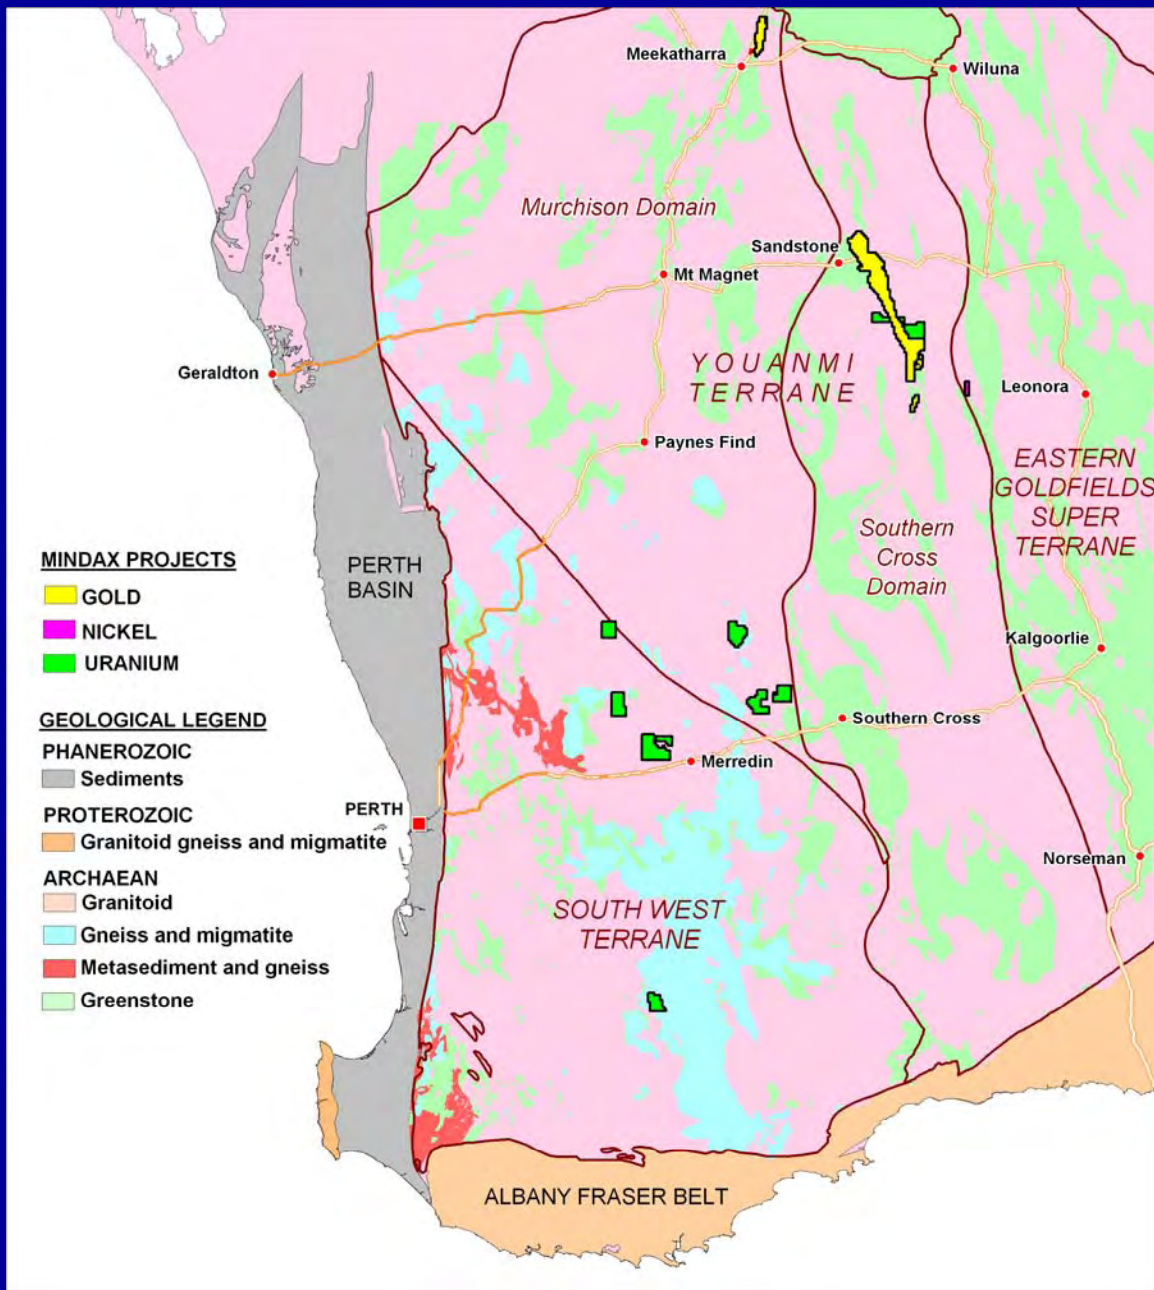 Meekatharra
Wiluna
Murchison Domain
Sandstone
Mt Magnet
Geraldton
YOUANMI
TERRANE
Leonora
Paynes Find
EASTERN
GOLDFIELDS
SUPER
TERRANE
Southern
Cross
Domain
PERTH
BASIN
Kalgoorlie
Southern Cross
Merredin
PERTH
Norseman
SOUTH WEST
TERRANE
ALBANY FRASER BELT
MINDAX PROJECTS
GOLD
NICKEL
URANIUM
GEOLOGICAL LEGEND
PHANEROZOIC
Sediments
PROTEROZOIC
Granitoid gneiss and migmatite
ARCHAEAN
Granitoid
Gneiss and migmatite
Metasediment and gneiss
Greenstone